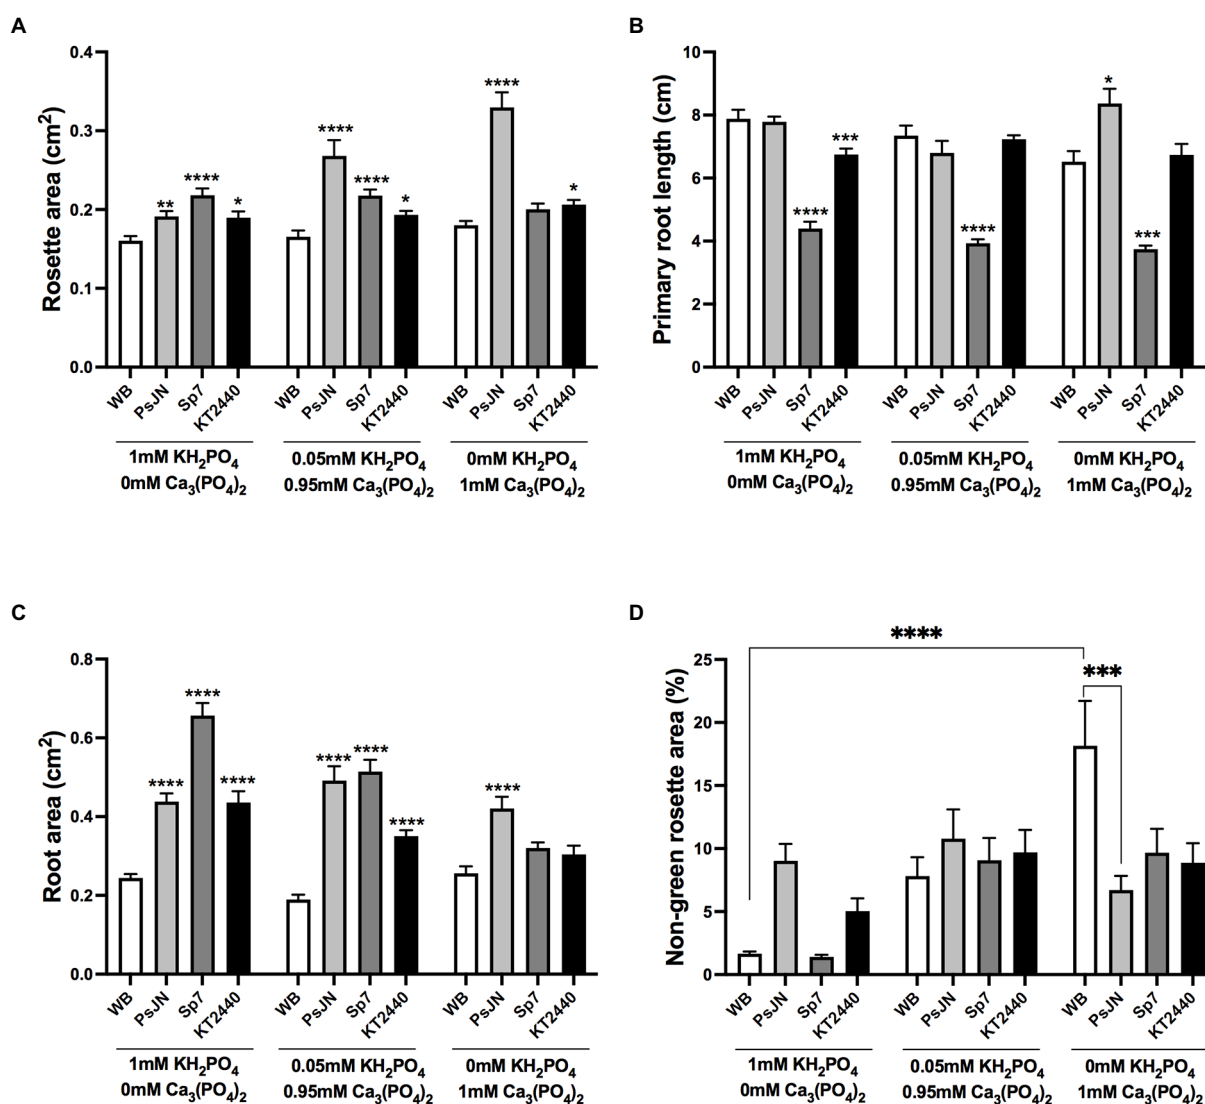 A
Rosette area (cm²)
0.4
0.3
0.2
0.1
0.0
**
****
*
****
****
*
****
*
WB
PsJN
Sp7
KT2440
WB
PsJN
Sp7
KT2440
WB
PsJN
Sp7
KT2440
1mM KH₂PO₄
0mM Ca₃(PO₄)₂
0.05mM KH₂PO₄
0.95mM Ca₃(PO₄)₂
0mM KH₂PO₄
1mM Ca₃(PO₄)₂
B
Primary root length (cm)
10
8
6
4
2
0
****
***
****
*
***
WB
PsJN
Sp7
KT2440
WB
PsJN
Sp7
KT2440
WB
PsJN
Sp7
KT2440
1mM KH₂PO₄
0mM Ca₃(PO₄)₂
0.05mM KH₂PO₄
0.95mM Ca₃(PO₄)₂
0mM KH₂PO₄
1mM Ca₃(PO₄)₂
C
Root area (cm²)
0.8
0.6
0.4
0.2
0.0
****
****
****
****
****
****
****
WB
PsJN
Sp7
KT2440
WB
PsJN
Sp7
KT2440
WB
PsJN
Sp7
KT2440
1mM KH₂PO₄
0mM Ca₃(PO₄)₂
0.05mM KH₂PO₄
0.95mM Ca₃(PO₄)₂
0mM KH₂PO₄
1mM Ca₃(PO₄)₂
D
Non-green rosette area (%)
25
20
15
10
5
0
****
***
WB
PsJN
Sp7
KT2440
WB
PsJN
Sp7
KT2440
WB
PsJN
Sp7
KT2440
1mM KH₂PO₄
0mM Ca₃(PO₄)₂
0.05mM KH₂PO₄
0.95mM Ca₃(PO₄)₂
0mM KH₂PO₄
1mM Ca₃(PO₄)₂